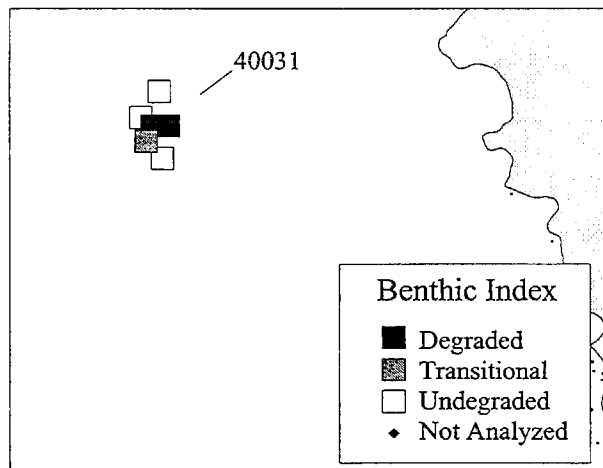 40031
Benthic Index
Degraded
Transitional
Undegraded
Not Analyzed